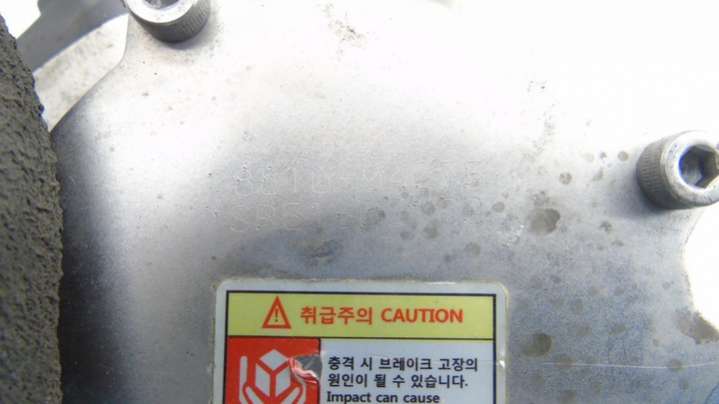 취급주의 CAUTION
충격 시 브레이크 고장의
원인이 될 수 있습니다.
Impact can cause